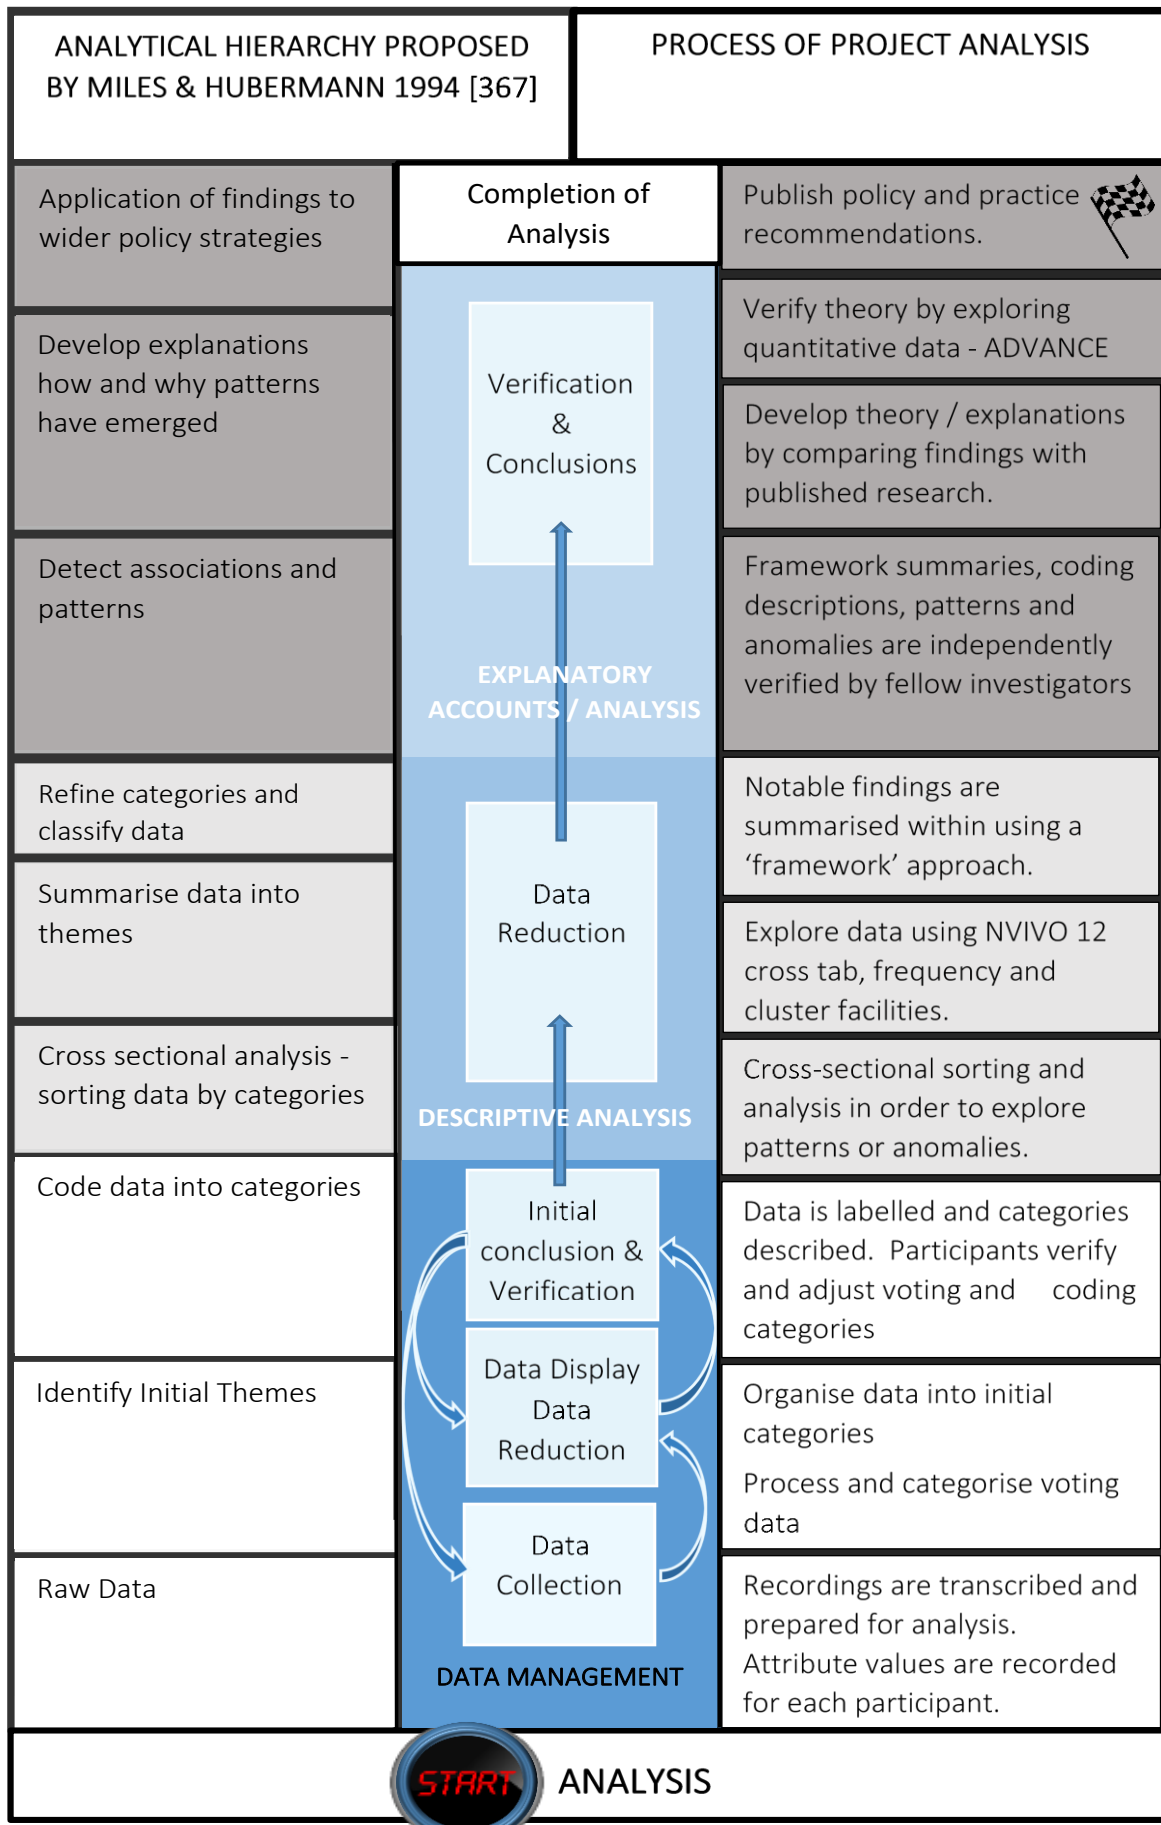 ANALYTICAL HIERARCHY PROPOSED
BY MILES & HUBERMANN 1994 [367]
PROCESS OF PROJECT ANALYSIS
Application of findings to
wider policy strategies
Completion of
Analysis
Publish policy and practice
recommendations.
Develop explanations
how and why patterns
have emerged
Verification
&
Conclusions
Verify theory by exploring
quantitative data - ADVANCE
Develop theory / explanations
by comparing findings with
published research.
Detect associations and
patterns
EXPLANATORY
ACCOUNTS / ANALYSIS
Framework summaries, coding
descriptions, patterns and
anomalies are independently
verified by fellow investigators
Refine categories and
classify data
Notable findings are
summarised within using a
‘framework’ approach.
Summarise data into
themes
Data
Reduction
Explore data using NVIVO 12
cross tab, frequency and
cluster facilities.
Cross sectional analysis -
sorting data by categories
DESCRIPTIVE ANALYSIS
Cross-sectional sorting and
analysis in order to explore
patterns or anomalies.
Code data into categories
Initial
conclusion &
Verification
Data is labelled and categories
described. Participants verify
and adjust voting and coding
categories
Identify Initial Themes
Data Display
Data
Reduction
Organise data into initial
categories
Process and categorise voting
data
Raw Data
Data
Collection
DATA MANAGEMENT
Recordings are transcribed and
prepared for analysis.
Attribute values are recorded
for each participant.
START
ANALYSIS